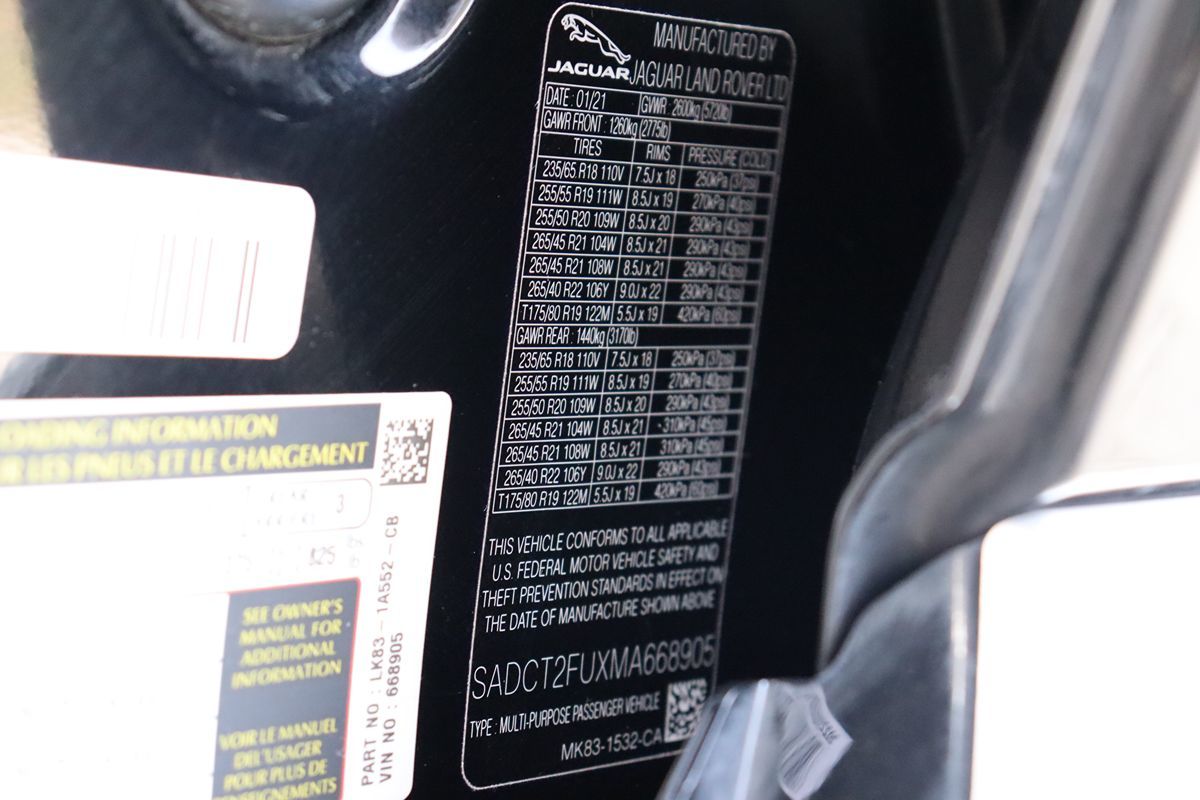 JAGUAR
MANUFACTURED BY
JAGUAR LAND ROVER LTD
DATE : 01/21 GVWR : 2600kg (5720lb)
GAWR FRONT : 1260kg (2775lb)
TIRES RIMS PRESSURE (COLD)
235/65 R18 110V 7.5J x 18 250kPa (37psi)
255/55 R19 111W 8.5J x 19 270kPa (40psi)
255/50 R20 109W 8.5J x 20 290kPa (43psi)
265/45 R21 104W 8.5J x 21 290kPa (43psi)
265/45 R21 108W 8.5J x 21 290kPa (43psi)
265/40 R22 106Y 9.0J x 22 290kPa (43psi)
T175/80 R19 122M 5.5J x 19 420kPa (60psi)
GAWR REAR : 1440kg (3170lb)
235/65 R18 110V 7.5J x 18 250kPa (37psi)
255/55 R19 111W 8.5J x 19 270kPa (40psi)
255/50 R20 109W 8.5J x 20 290kPa (43psi)
265/45 R21 104W 8.5J x 21 310kPa (45psi)
265/45 R21 108W 8.5J x 21 310kPa (45psi)
265/40 R22 106Y 9.0J x 22 290kPa (43psi)
T175/80 R19 122M 5.5J x 19 420kPa (60psi)
THIS VEHICLE CONFORMS TO ALL APPLICABLE
U.S. FEDERAL MOTOR VEHICLE SAFETY AND
THEFT PREVENTION STANDARDS IN EFFECT ON
THE DATE OF MANUFACTURE SHOWN ABOVE
SADCT2FUXMA668905
TYPE : MULTI-PURPOSE PASSENGER VEHICLE
MK83-1532-CA
LOADING INFORMATION
LES PNEUS ET LE CHARGEMENT
3
825
SEE OWNER'S
MANUAL FOR
ADDITIONAL
INFORMATION
VOIR LE MANUEL
DE L'USAGER
POUR PLUS DE
RENSEIGNEMENTS
PART NO : LK83-1A552-CB
VIN NO : 668905